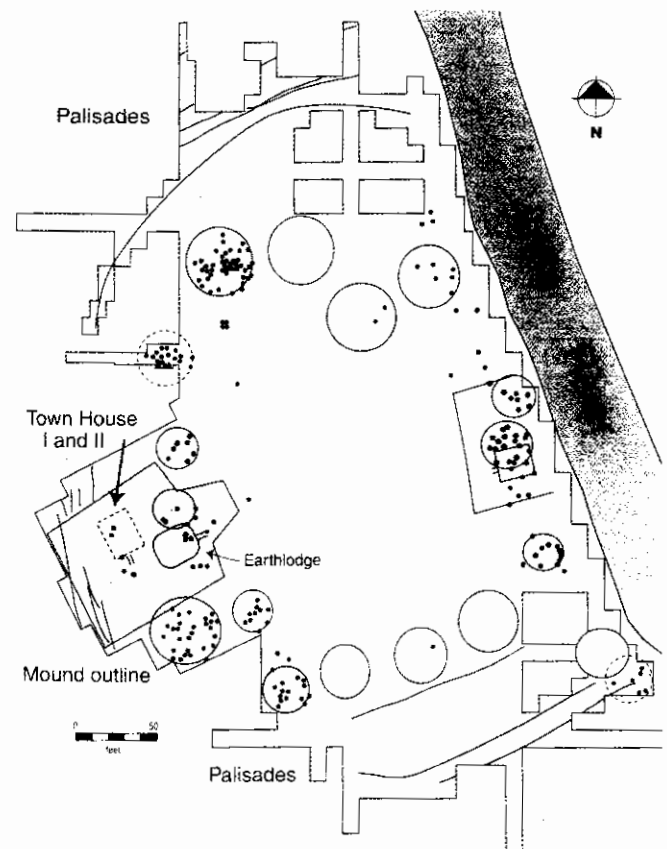 Palisades
N
Town House
I and II
Earthlodge
Mound outline
0 50
feet
Palisades